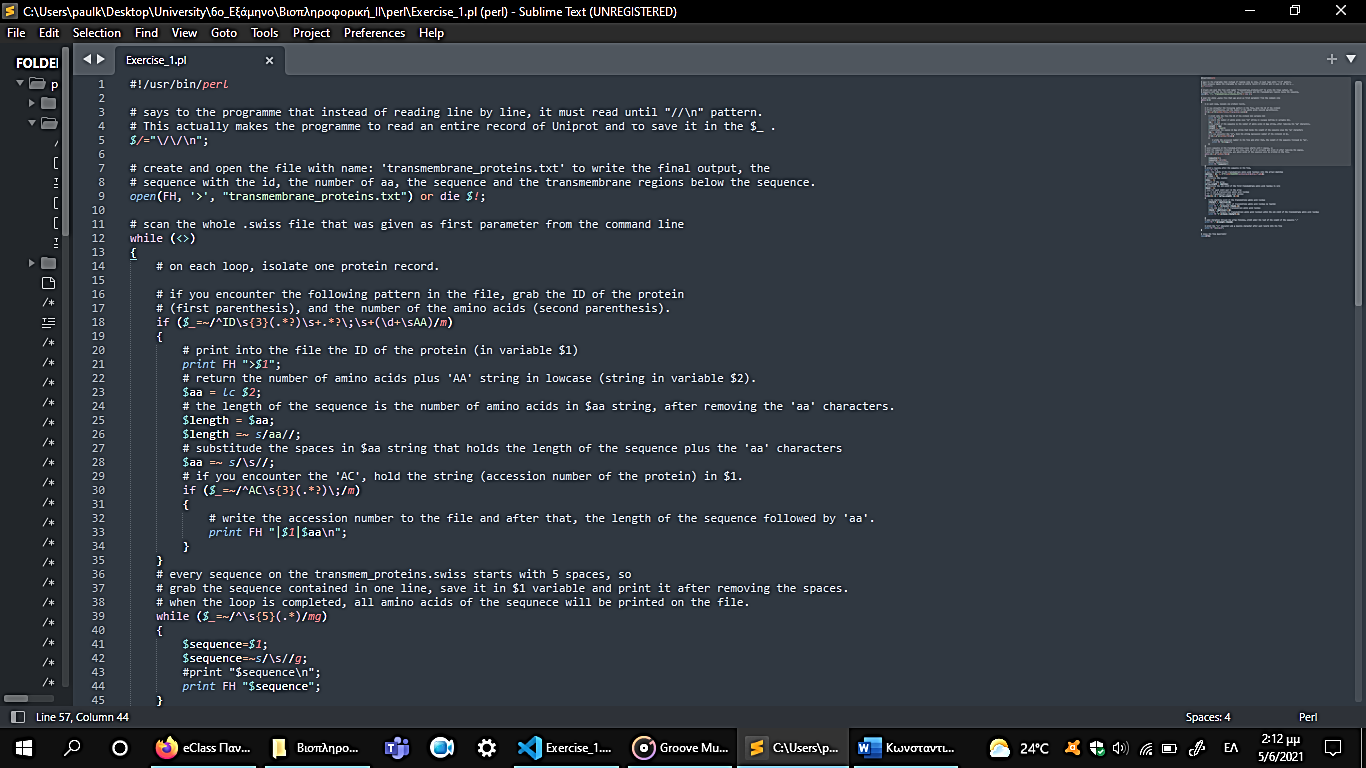 C:\Users\paulk\Desktop\University\6ο_Εξάμηνο\Βιοπληροφορική_II\perl\Exercise_1.pl (perl) - Sublime Text (UNREGISTERED)
File Edit Selection Find View Goto Tools Project Preferences Help
FOLDE
Exercise_1.pl
1 #!/usr/bin/perl
2
3 # says to the programme that instead of reading line by line, it must read until "//\n" pattern.
4 # This actually makes the programme to read an entire record of Uniprot and to save it in the $_ .
5 $/="\/\/\n";
6
7 # create and open the file with name: 'transmembrane_proteins.txt' to write the final output, the
8 # sequence with the id, the number of aa, the sequence and the transmembrane regions below the sequence.
9 open(FH, '>', "transmembrane_proteins.txt") or die $!;
10
11 # scan the whole .swiss file that was given as first parameter from the command line
12 while (<>)
13 {
14 # on each loop, isolate one protein record.
15
16 # if you encounter the following pattern in the file, grab the ID of the protein
17 # (first parenthesis), and the number of the amino acids (second parenthesis).
18 if ($_=~/^ID\s{3}(.*?)\s+.*?\;\s+(\d+\sAA)/m)
19 {
20 # print into the file the ID of the protein (in variable $1)
21 print FH ">$1";
22 # return the number of amino acids plus 'AA' string in lowcase (string in variable $2).
23 $aa = lc $2;
24 # the length of the sequence is the number of amino acids in $aa string, after removing the 'aa' characters.
25 $length = $aa;
26 $length =~ s/aa//;
27 # substitude the spaces in $aa string that holds the length of the sequence plus the 'aa' characters
28 $aa =~ s/\s//;
29 # if you encounter the 'AC', hold the string (accession number of the protein) in $1.
30 if ($_=~/^AC\s{3}(.*?)\;/m)
31 {
32 # write the accession number to the file and after that, the length of the sequence followed by 'aa'.
33 print FH "|$1|$aa\n";
34 }
35 }
36 # every sequence on the transmem_proteins.swiss starts with 5 spaces, so
37 # grab the sequence contained in one line, save it in $1 variable and print it after removing the spaces.
38 # when the loop is completed, all amino acids of the sequnece will be printed on the file.
39 while ($_=~/^\s{5}(.*)/mg)
40 {
41 $sequence=$1;
42 $sequence=~s/\s//g;
43 #print "$sequence\n";
44 print FH "$sequence";
45 }
Line 57, Column 44 Spaces: 4 Perl
eClass Παν... Βιοπληρο... Exercise_1.... Groove Mu... C:\Users\p... Κωνσταντι... 24°C ΕΛ 2:12 μμ
5/6/2021